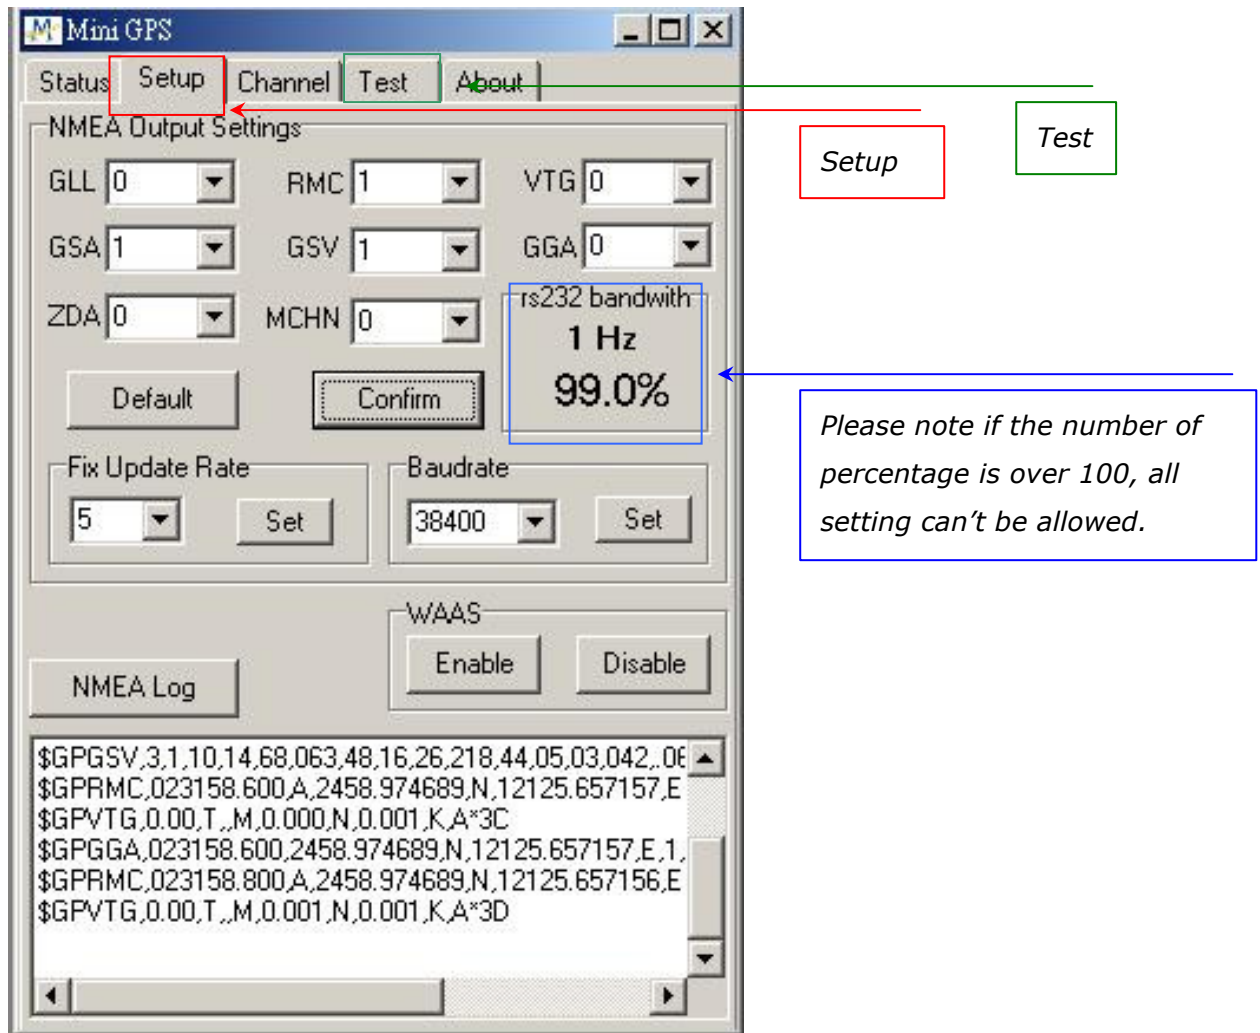 Mini GPS
Status Setup Channel Test About
NMEA Output Settings
GLL 0 RMC 1 VTG 0
GSA 1 GSV 1 GGA 0
ZDA 0 MCHN 0
rs232 bandwith
1 Hz
99.0%
Default Confirm
Fix Update Rate
5 Set
Baudrate
38400 Set
WAAS
Enable Disable
NMEA Log
$GPGSV,3,1,10,14,68,063,48,16,26,218,44,05,03,042,,06
$GPRMC,023158.600,A,2458.974689,N,12125.657157,E
$GPVTG,0.00,T,,M,0.000,N,0.001,K,A*3C
$GPGGA,023158.600,2458.974689,N,12125.657157,E,1,
$GPRMC,023158.800,A,2458.974689,N,12125.657156,E
$GPVTG,0.00,T,,M,0.001,N,0.001,K,A*3D
Setup
Test
Please note if the number of
percentage is over 100, all
setting can't be allowed.